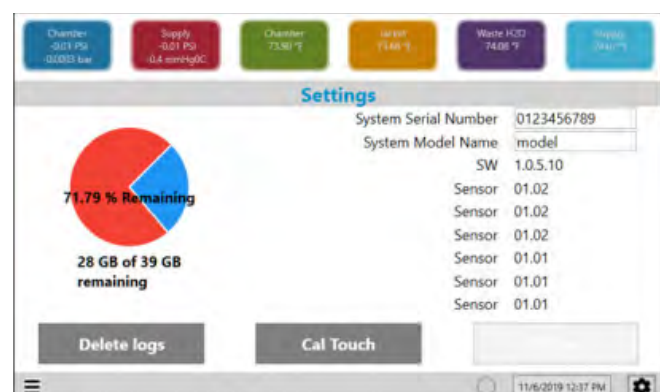 Chamber
-0.01 PSI
-0.0003 bar
Supply
-0.01 PSI
-0.4 mmHg0C
Chamber
73.90 °F
Jacket
Waste H2O
74.08 °F
Settings
System Serial Number 0123456789
System Model Name model
SW 1.0.5.10
Sensor 01.02
Sensor 01.02
Sensor 01.02
Sensor 01.01
Sensor 01.01
Sensor 01.01
71.79 % Remaining
28 GB of 39 GB
remaining
Delete logs
Cal Touch
11/6/2019 12:37 PM